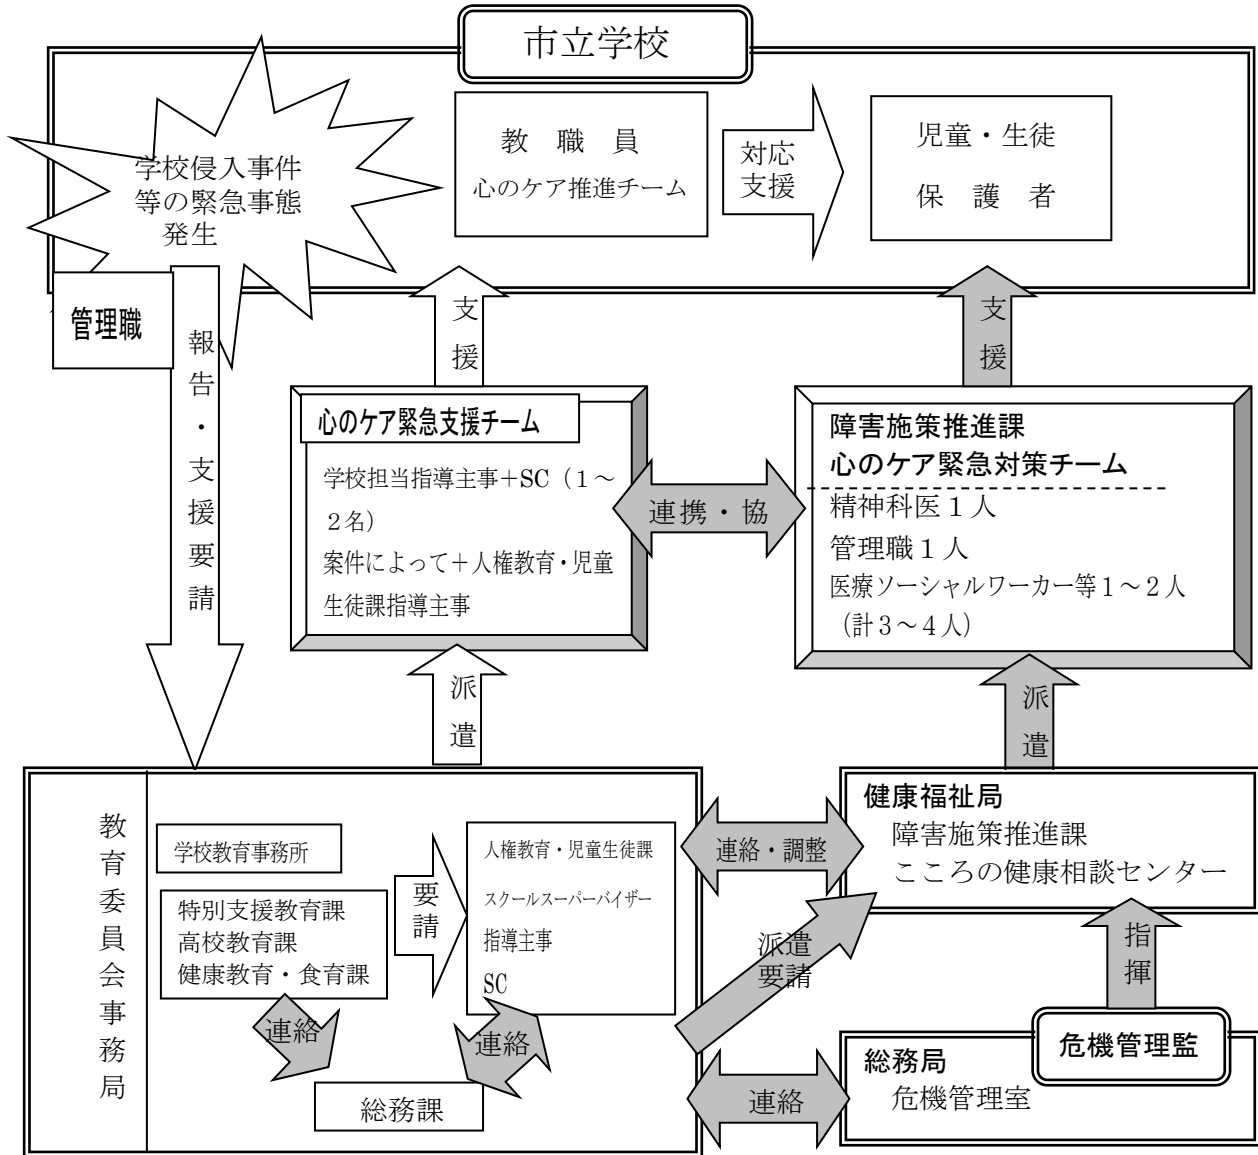 市立学校
学校侵入事件
等の緊急事態
発生
教 職 員
心のケア推進チーム
対応
支援
児童・生徒
保 護 者
管理職
報告・支援要請
支援
支援
心のケア緊急支援チーム
学校担当指導主事+SC（1～
2名）
案件によって+人権教育・児童
生徒課指導主事
連携・協
障害施策推進課
心のケア緊急対策チーム
精神科医1人
管理職1人
医療ソーシャルワーカー等1～2人
（計3～4人）
派遣
派遣
教育委員会事務局
学校教育事務所
特別支援教育課
高校教育課
健康教育・食育課
要請
人権教育・児童生徒課
スクールスーパーバイザー
指導主事
SC
連絡
連絡
総務課
連絡・調整
派遣
要請
連絡
健康福祉局
障害施策推進課
こころの健康相談センター
指揮
危機管理監
総務局
危機管理室